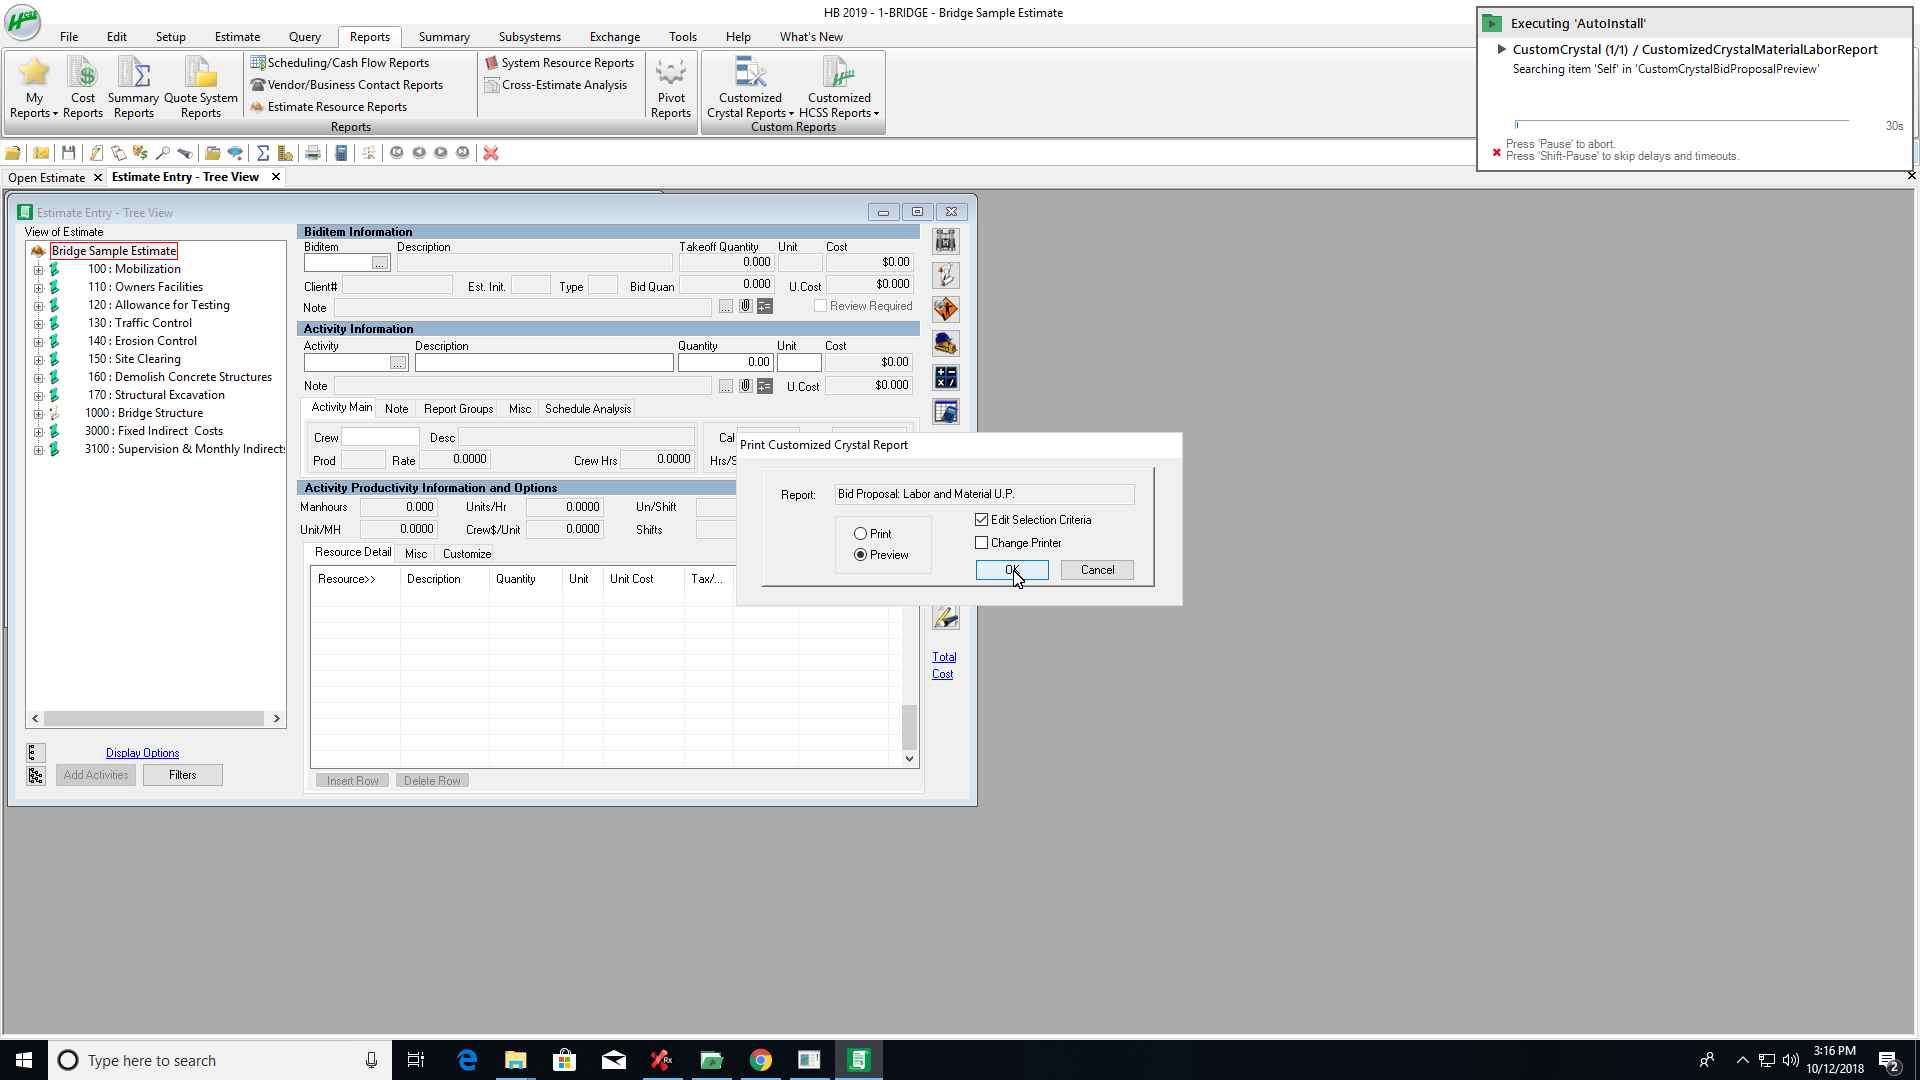 HB 2019 - 1-BRIDGE - Bridge Sample Estimate
HCSS
File Edit Setup Estimate Query Reports Summary Subsystems Exchange Tools Help What's New
My Reports
Cost Reports
Summary Reports
Quote System Reports
Scheduling/Cash Flow Reports
Vendor/Business Contact Reports
Estimate Resource Reports
System Resource Reports
Cross-Estimate Analysis
Pivot Reports
Reports
Customized Crystal Reports
Customized HCSS Reports
Custom Reports
Executing 'AutoInstall'
CustomCrystal (1/1) / CustomizedCrystalMaterialLaborReport
Searching item 'Self' in 'CustomCrystalBidProposalPreview'
30s
Press 'Pause' to abort.
Press 'Shift-Pause' to skip delays and timeouts.
Open Estimate Estimate Entry - Tree View
Estimate Entry - Tree View
View of Estimate
Bridge Sample Estimate
100 : Mobilization
110 : Owners Facilities
120 : Allowance for Testing
130 : Traffic Control
140 : Erosion Control
150 : Site Clearing
160 : Demolish Concrete Structures
170 : Structural Excavation
1000 : Bridge Structure
3000 : Fixed Indirect Costs
3100 : Supervision & Monthly Indirects
Display Options
Add Activities Filters
Biditem Information
Biditem Description Takeoff Quantity Unit Cost
... 0.000 $0.00
Client# Est. Init. Type Bid Quan 0.000 U.Cost $0.000
Note ... Review Required
Activity Information
Activity Description Quantity Unit Cost
... 0.00 $0.00
Note ... U.Cost $0.000
Activity Main Note Report Groups Misc Schedule Analysis
Crew Desc Cal
Prod Rate 0.0000 Crew Hrs 0.0000 Hrs/S
Activity Productivity Information and Options
Manhours 0.000 Units/Hr 0.0000 Un/Shift
Unit/MH 0.0000 Crew$/Unit 0.0000 Shifts
Resource Detail Misc Customize
Resource>> Description Quantity Unit Unit Cost Tax/...
Insert Row Delete Row
Total
Cost
Print Customized Crystal Report
Report: Bid Proposal: Labor and Material U.P.
Print
Preview
Edit Selection Criteria
Change Printer
OK Cancel
Type here to search
3:16 PM
10/12/2018
2